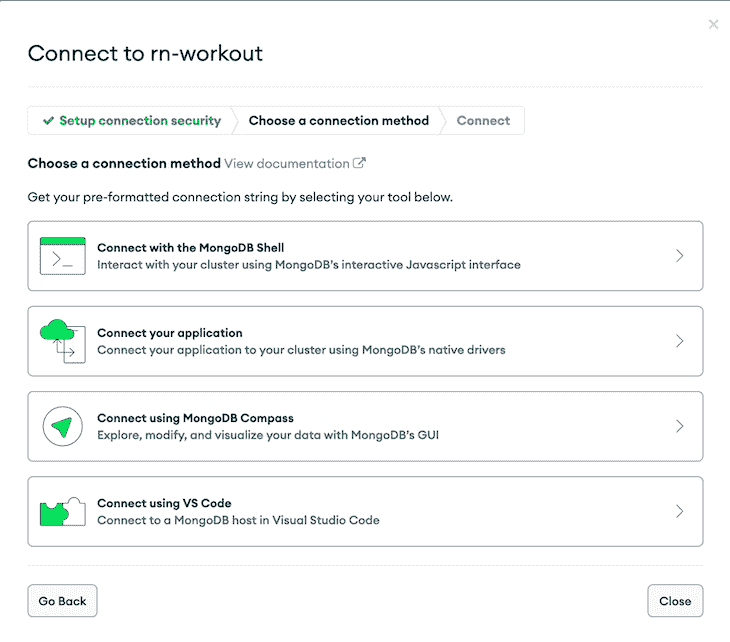 Connect to rn-workout
✔ Setup connection security Choose a connection method Connect
Choose a connection method View documentation
Get your pre-formatted connection string by selecting your tool below.
Connect with the MongoDB Shell
Interact with your cluster using MongoDB's interactive Javascript interface
Connect your application
Connect your application to your cluster using MongoDB's native drivers
Connect using MongoDB Compass
Explore, modify, and visualize your data with MongoDB's GUI
Connect using VS Code
Connect to a MongoDB host in Visual Studio Code
Go Back Close